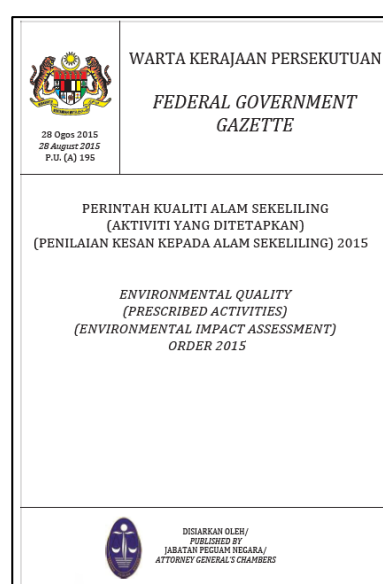 WARTA KERAJAAN PERSEKUTUAN
FEDERAL GOVERNMENT
GAZETTE
28 Ogos 2015
28 August 2015
P.U. (A) 195
PERINTAH KUALITI ALAM SEKELILING
(AKTIVITI YANG DITETAPKAN)
(PENILAIAN KESAN KEPADA ALAM SEKELILING) 2015
ENVIRONMENTAL QUALITY
(PRESCRIBED ACTIVITIES)
(ENVIRONMENTAL IMPACT ASSESSMENT)
ORDER 2015
DISIARKAN OLEH/
PUBLISHED BY
JABATAN PEGUAM NEGARA/
ATTORNEY GENERAL'S CHAMBERS